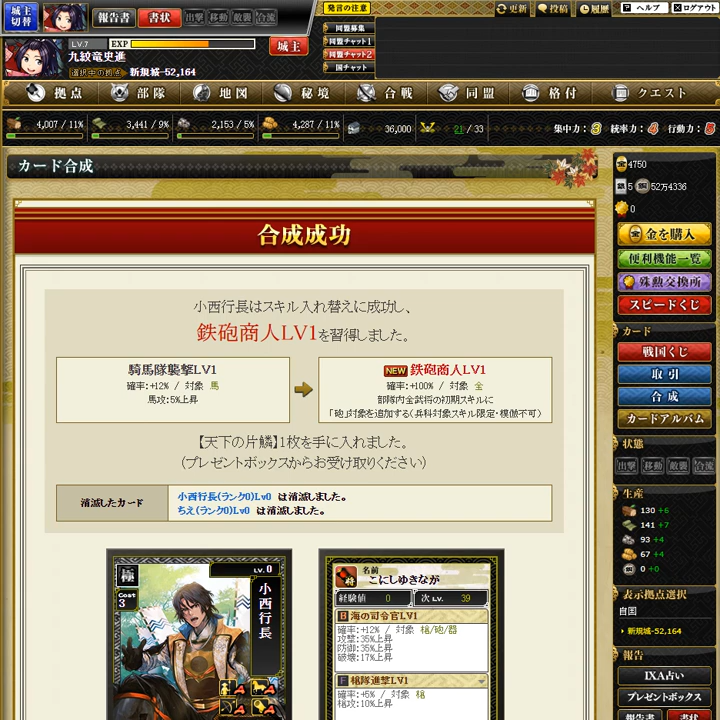 城主
切替
報告書
書状
出撃
移動
敵襲
合流
発言の注意
更新
投稿
履歴
ヘルプ
ログアウト
LV.7
EXP
九紋竜史進
城主
選択中の拠点 新規城-52,164
同盟募集
同盟チャット1
同盟チャット2
国チャット
拠点
部隊
地図
秘境
合戦
同盟
格付
クエスト
4,007 / 11%
3,441 / 9%
2,153 / 5%
4,287 / 11%
36,000
21 / 33
集中力:3
統率力:4
行動力:5
カード合成
合成成功
小西行長はスキル入れ替えに成功し、
鉄砲商人LV1を習得しました。
騎馬隊襲撃LV1
確率:+12% / 対象 馬
馬攻:5%上昇
NEW 鉄砲商人LV1
確率:+100% / 対象 金
部隊内全武将の初期スキルに
「砲」対象を追加する(兵科対象スキル限定・模倣不可)
【天下の片鱗】1枚を手に入れました。
(プレゼントボックスからお受け取りください)
消滅したカード
小西行長(ランク0)Lv0 は消滅しました。
ちえ(ランク0)Lv0 は消滅しました。
極
LV. 0
Cost
3
小西行長
将
名前
こにしゆきなが
経験値 0
次 LV. 39
B 海の司令官LV1
確率:+12% / 対象 槍/砲/器
攻撃:35%上昇
防御:35%上昇
破壊:17%上昇
F 槍隊進撃LV1
確率:+5% / 対象 槍
槍攻:10%上昇
4750
5
52万4336
0
金を購入
便利機能一覧
殊勲交換所
スピードくじ
カード
戦国くじ
取引
合成
カードアルバム
状態
出撃
移動
敵襲
合流
生産
130 +6
141 +7
93 +4
67 +4
0 +0
表示拠点選択
自国
新規城-52,164
報告
IXA占い
プレゼントボックス
報告書
書状